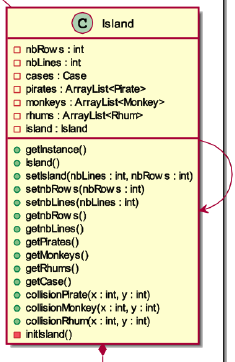 C Island
nbRows : int
nbLines : int
cases : Case
pirates : ArrayList<Pirate>
monkeys : ArrayList<Monkey>
rhums : ArrayList<Rhum>
island : Island
getInstance()
Island()
setIsland(nbLines : int, nbRows : int)
setnbRows(nbRows : int)
setnbLines(nbLines : int)
getnbRows()
getnbLines()
getPirates()
getMonkeys()
getRhums()
getCase()
collisionPirate(x : int, y : int)
collisionMonkey(x : int, y : int)
collisionRhum(x : int, y : int)
initIsland()